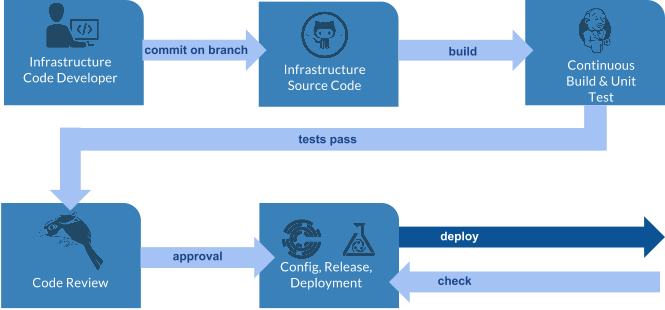 Infrastructure
Code Developer
commit on branch
Infrastructure
Source Code
build
Continuous
Build & Unit
Test
tests pass
Code Review
approval
Config, Release,
Deployment
deploy
check